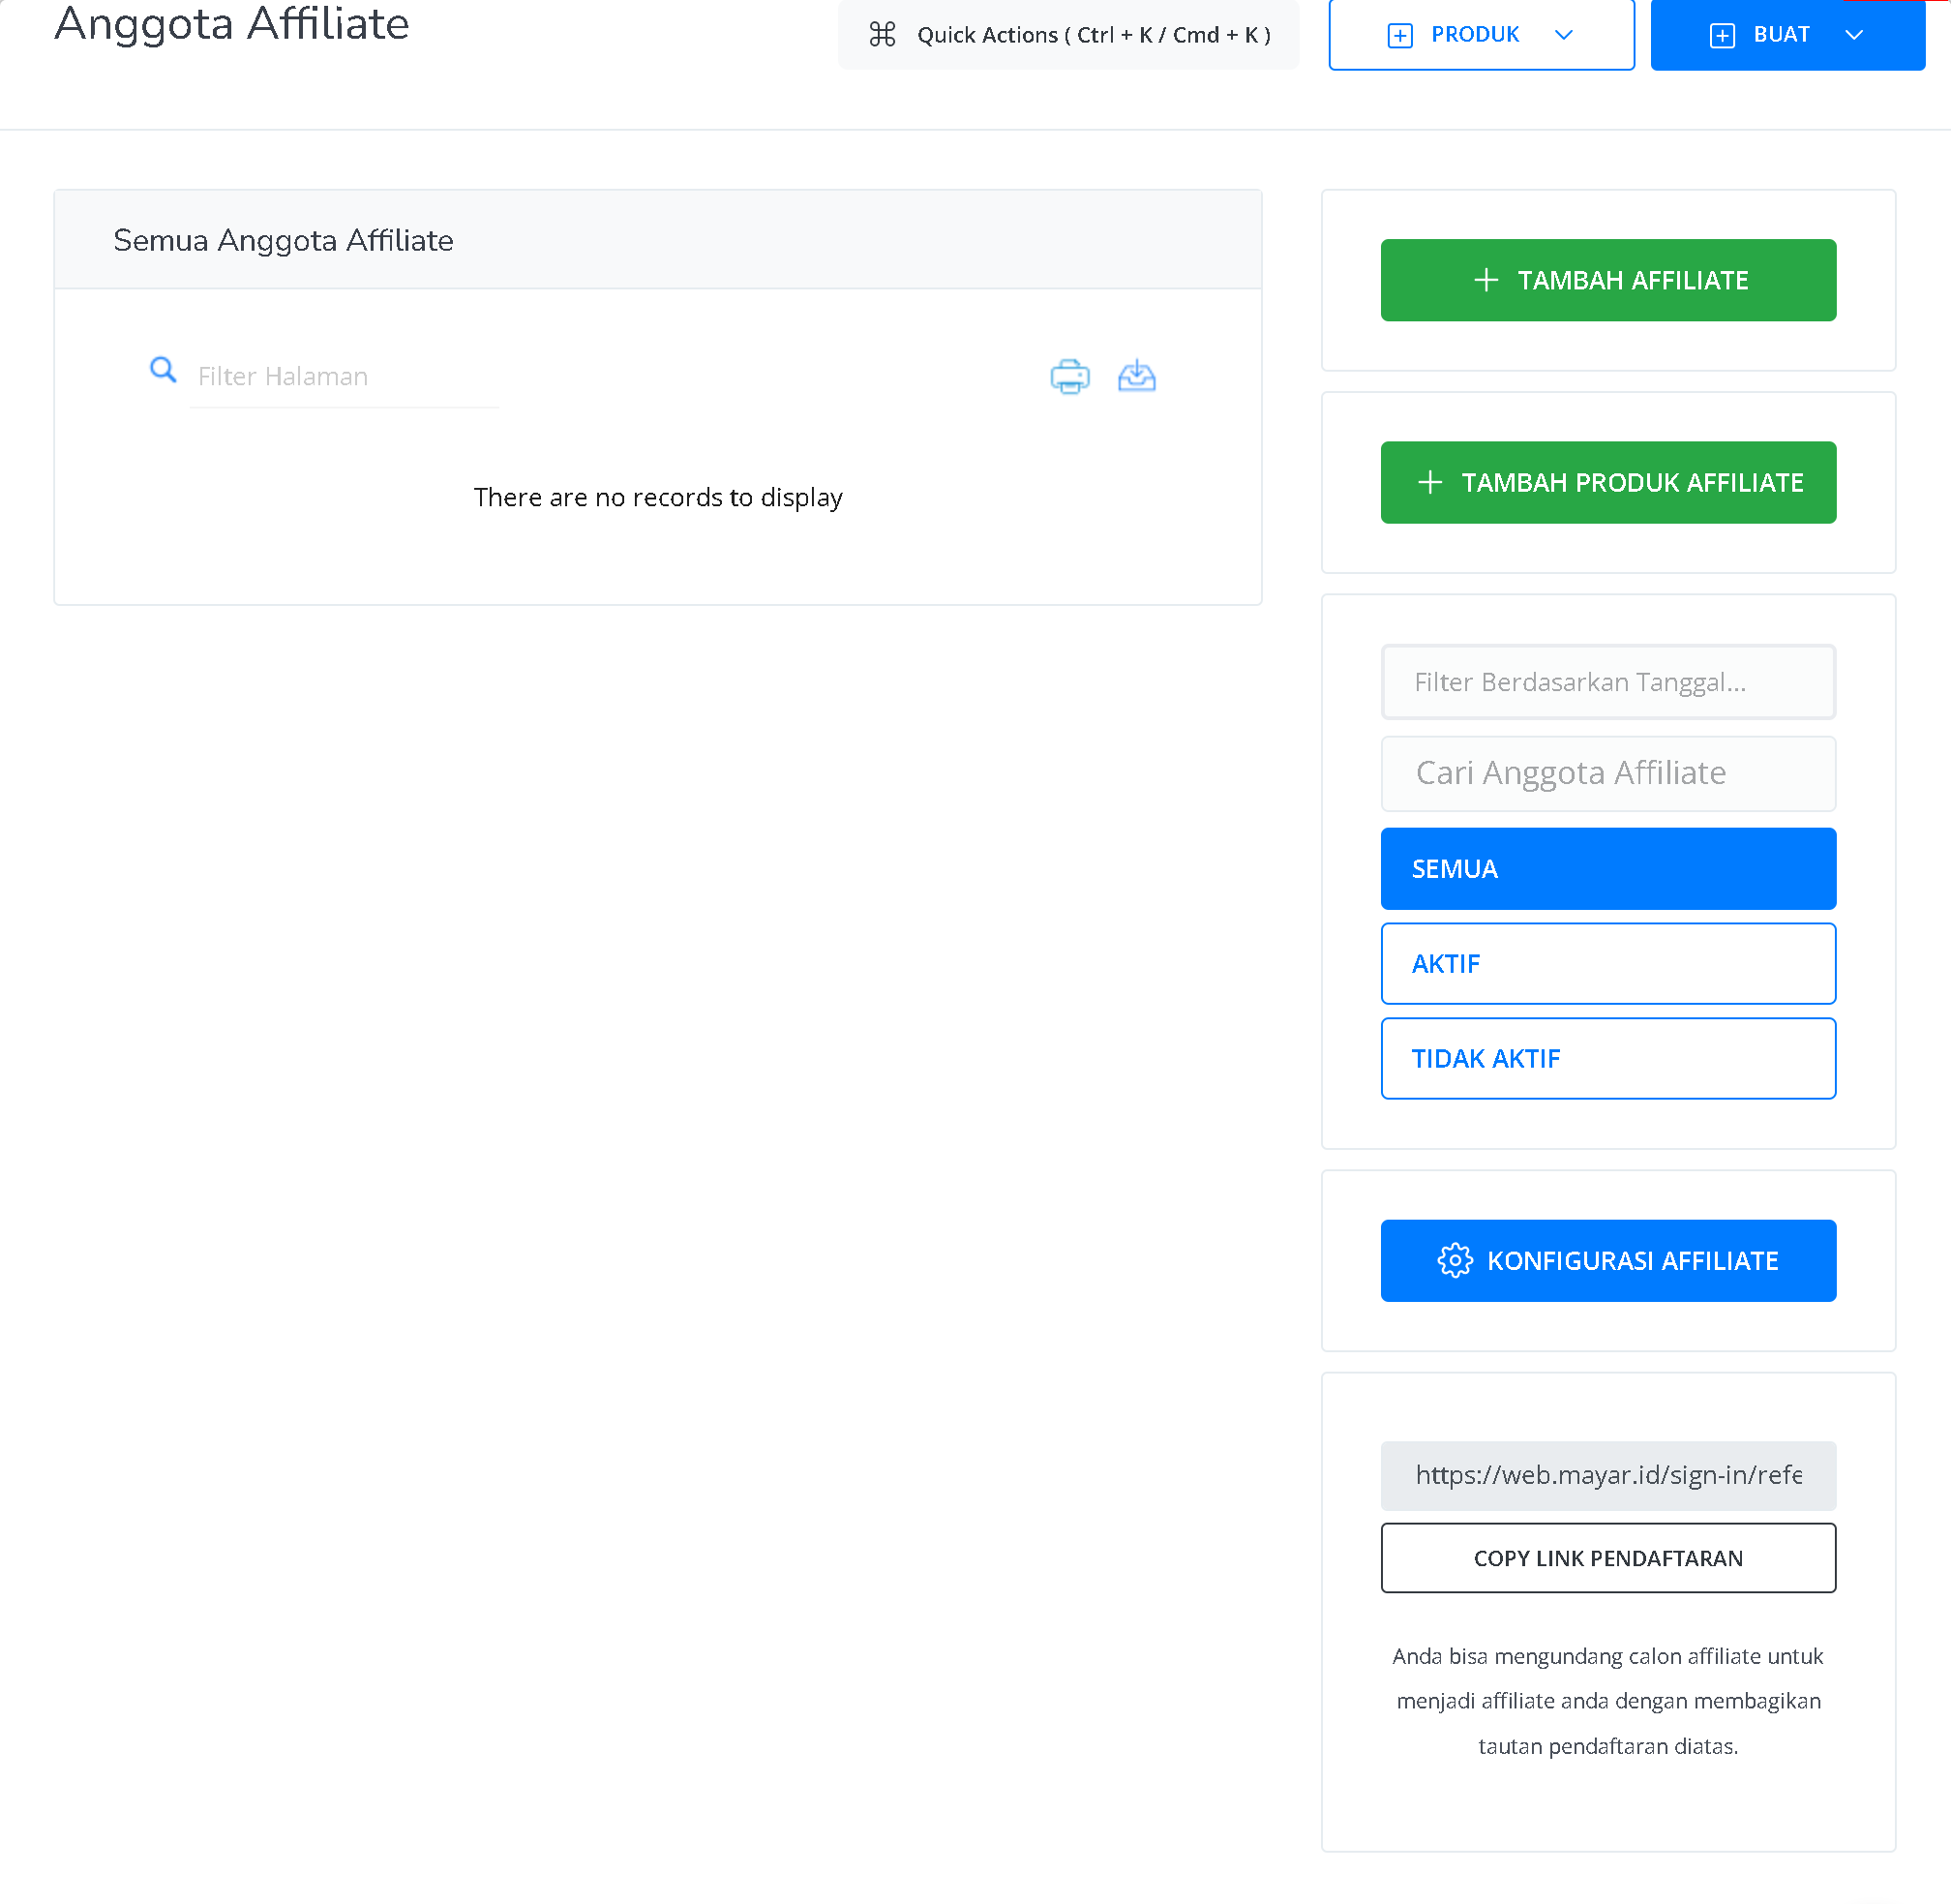 Anggota Affiliate
Quick Actions ( Ctrl + K / Cmd + K )
PRODUK
BUAT
Semua Anggota Affiliate
Filter Halaman
There are no records to display
TAMBAH AFFILIATE
TAMBAH PRODUK AFFILIATE
Filter Berdasarkan Tanggal...
Cari Anggota Affiliate
SEMUA
AKTIF
TIDAK AKTIF
KONFIGURASI AFFILIATE
https://web.mayar.id/sign-in/refe
COPY LINK PENDAFTARAN
Anda bisa mengundang calon affiliate untuk
menjadi affiliate anda dengan membagikan
tautan pendaftaran diatas.